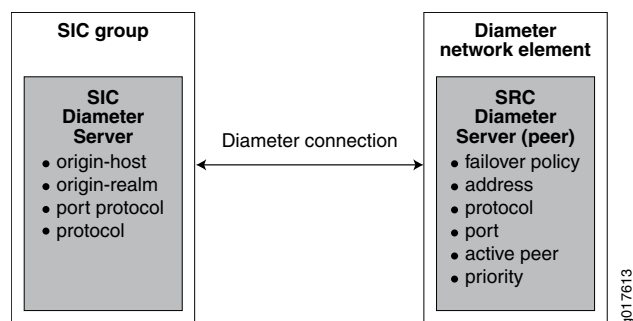 SIC group
SIC
Diameter
Server
• origin-host
• origin-realm
• port protocol
• protocol
Diameter connection
Diameter
network element
SRC
Diameter
Server (peer)
• failover policy
• address
• protocol
• port
• active peer
• priority
g017613